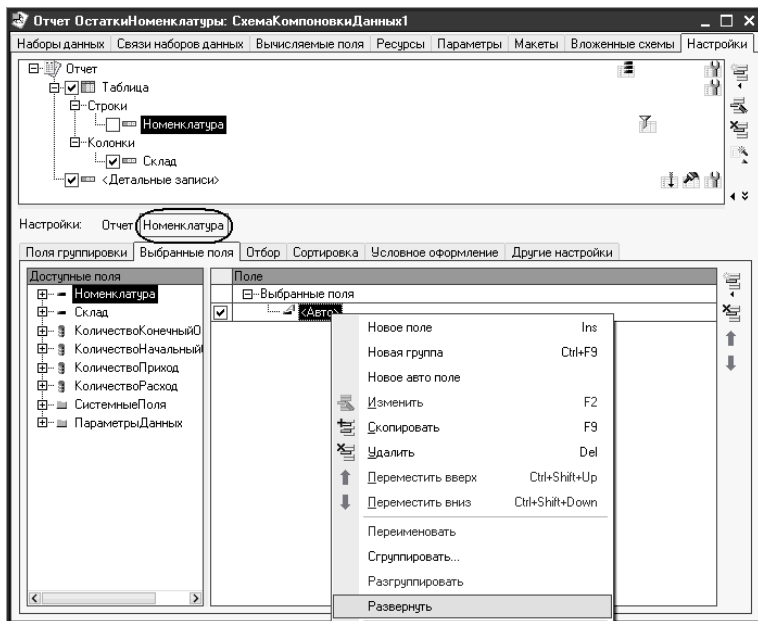 Отчет ОстаткиНоменклатуры: СхемаКомпоновкиДанных1
Наборы данных Связи наборов данных Вычисляемые поля Ресурсы Параметры Макеты Вложенные схемы Настройки
Отчет
Таблица
Строки
Номенклатура
Колонки
Склад
<Детальные записи>
Настройки: Отчет Номенклатура
Поля группировки Выбранные поля Отбор Сортировка Условное оформление Другие настройки
Доступные поля
Номенклатура
Склад
КоличествоКонечныйО
КоличествоНачальный
КоличествоПриход
КоличествоРасход
СистемныеПоля
ПараметрыДанных
Поле
Выбранные поля
<Авто>
Новое поле Ins
Новая группа Ctrl+F9
Новое авто поле
Изменить F2
Скопировать F9
Удалить Del
Переместить вверх Ctrl+Shift+Up
Переместить вниз Ctrl+Shift+Down
Переименовать
Сгруппировать...
Разгруппировать
Развернуть